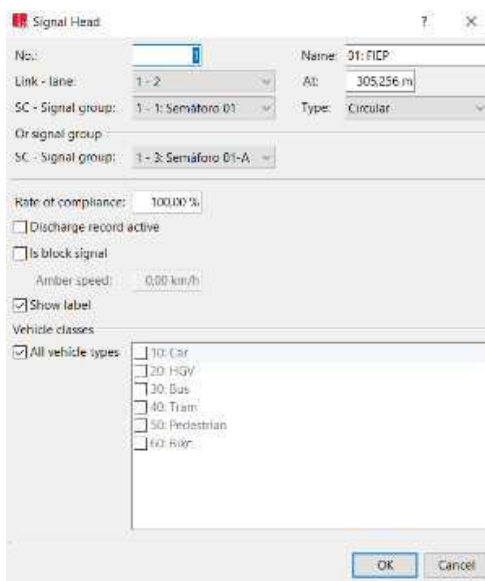 Signal Head ? ×
No.: 1 Name: 01: FIEP
Link - lane: 1 - 2 At: 305,256 m
SC - Signal group: 1 - 1: Semáforo 01 Type: Circular
Or signal group
SC - Signal group: 1 - 3: Semáforo 01-A
Rate of compliance: 100,00 %
Discharge record active
Is block signal
Amber speed: 0,00 km/h
Show label
Vehicle classes
All vehicle types
10: Car
20: HGV
30: Bus
40: Tram
50: Pedestrian
60: Bike
OK Cancel